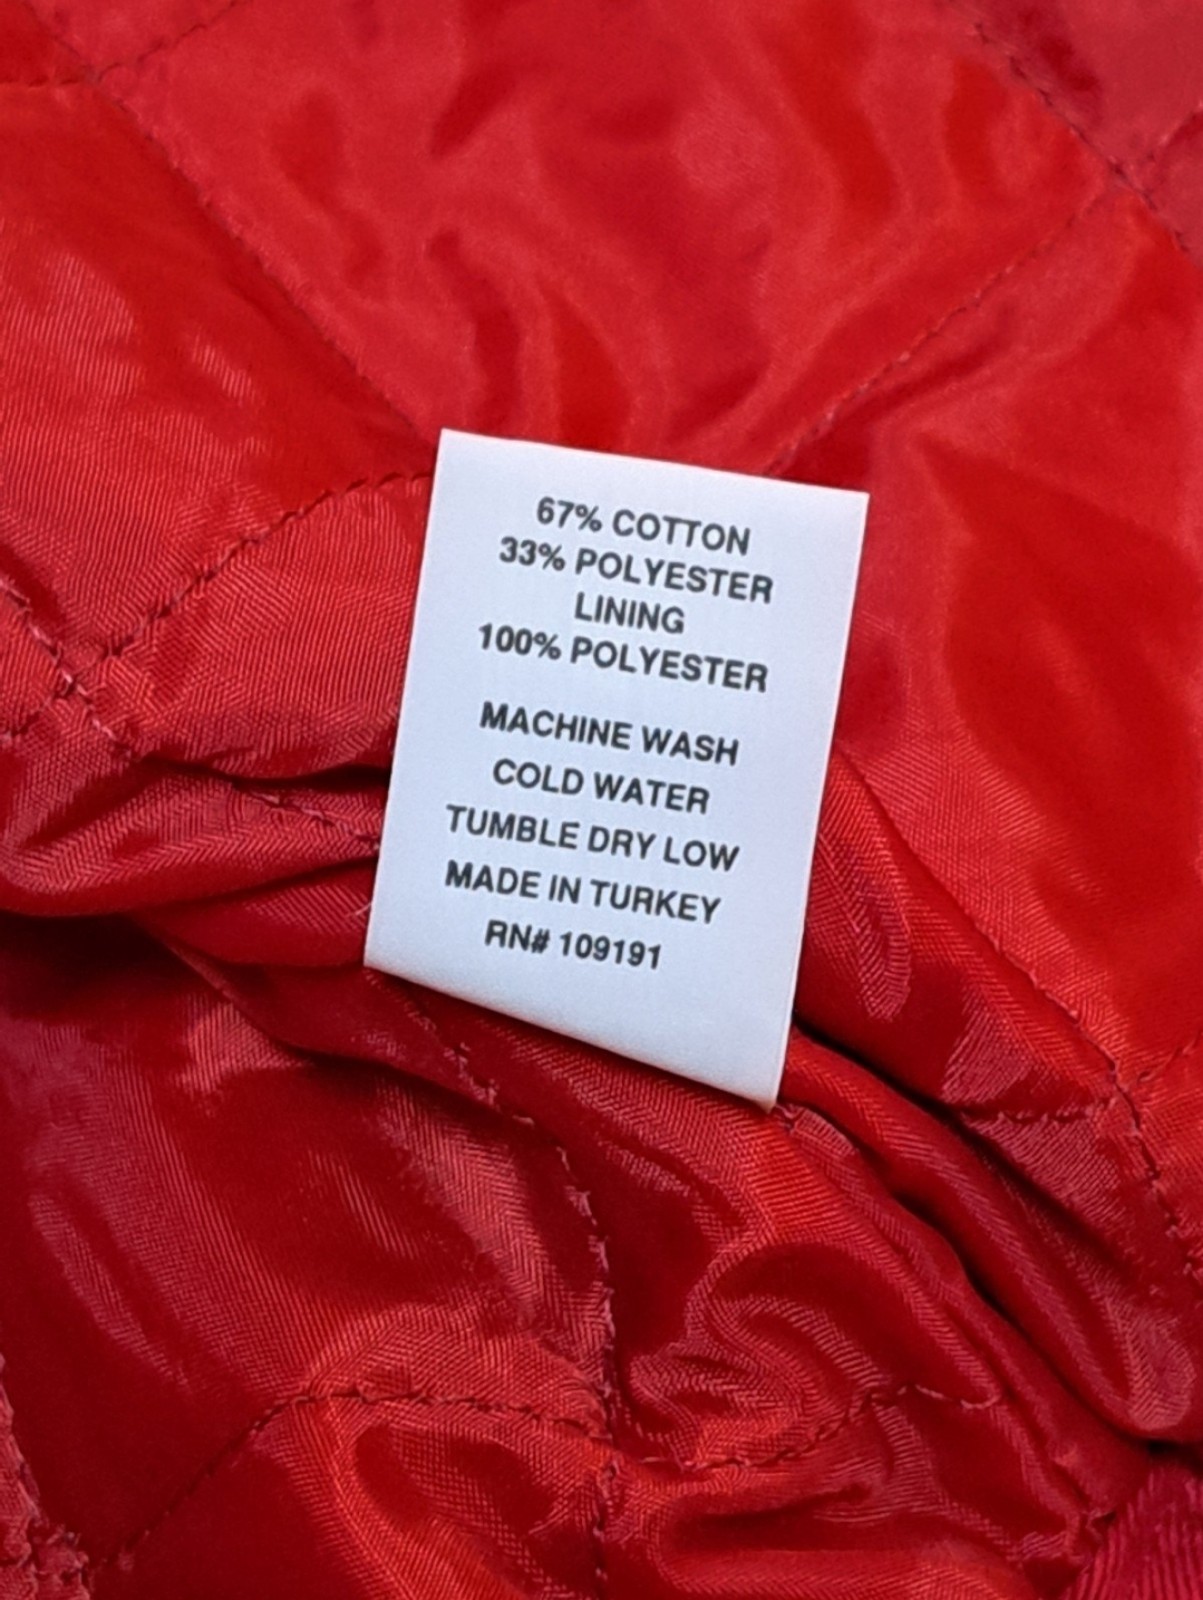 67% COTTON
33% POLYESTER
LINING
100% POLYESTER
MACHINE WASH
COLD WATER
TUMBLE DRY LOW
MADE IN TURKEY
RN# 109191